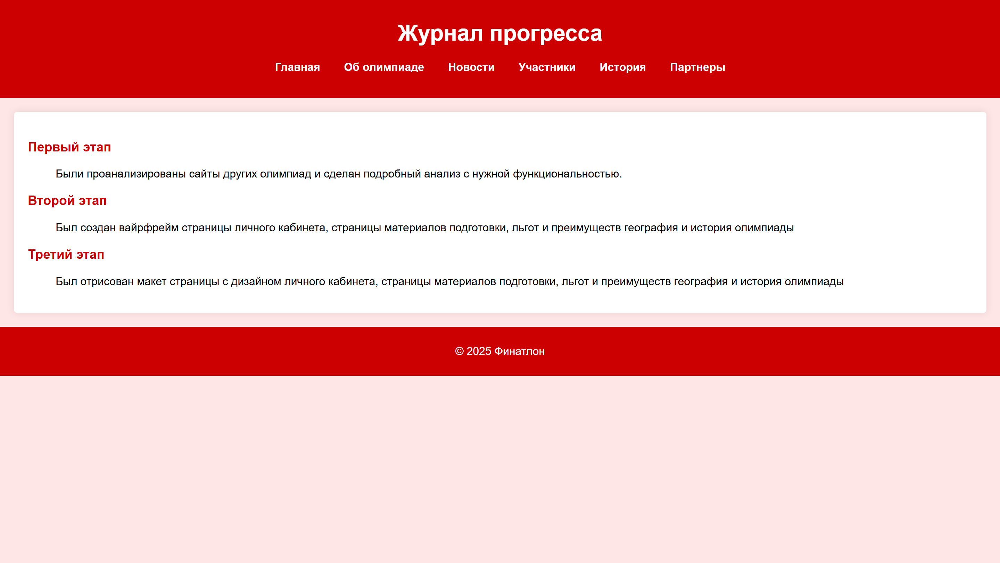 Журнал прогресса
Главная Об олимпиаде Новости Участники История Партнеры
Первый этап
Были проанализированы сайты других олимпиад и сделан подробный анализ с нужной функциональностью.
Второй этап
Был создан вайрфрейм страницы личного кабинета, страницы материалов подготовки, льгот и преимуществ география и история олимпиады
Третий этап
Был отрисован макет страницы с дизайном личного кабинета, страницы материалов подготовки, льгот и преимуществ география и история олимпиады
© 2025 Финатлон